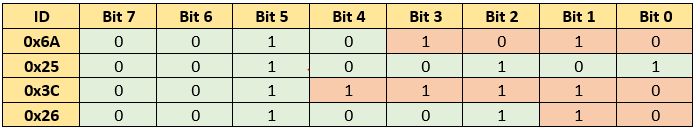 ID Bit 7 Bit 6 Bit 5 Bit 4 Bit 3 Bit 2 Bit 1 Bit 0
0x6A 0 0 1 0 1 0 1 0
0x25 0 0 1 0 0 1 0 1
0x3C 0 0 1 1 1 1 1 0
0x26 0 0 1 0 0 1 1 0